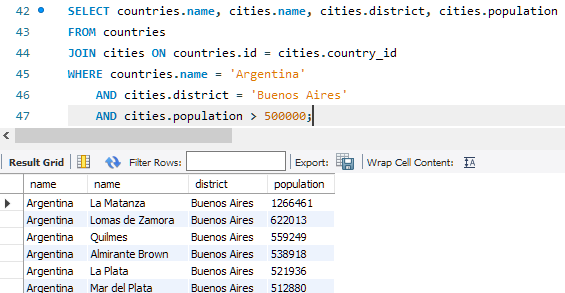 42 SELECT countries.name, cities.name, cities.district, cities.population
43 FROM countries
44 JOIN cities ON countries.id = cities.country_id
45 WHERE countries.name = 'Argentina'
46 AND cities.district = 'Buenos Aires'
47 AND cities.population > 500000;
Result Grid Filter Rows: Export: Wrap Cell Content:
name name district population
Argentina La Matanza Buenos Aires 1266461
Argentina Lomas de Zamora Buenos Aires 622013
Argentina Quilmes Buenos Aires 559249
Argentina Almirante Brown Buenos Aires 538918
Argentina La Plata Buenos Aires 521936
Argentina Mar del Plata Buenos Aires 512880